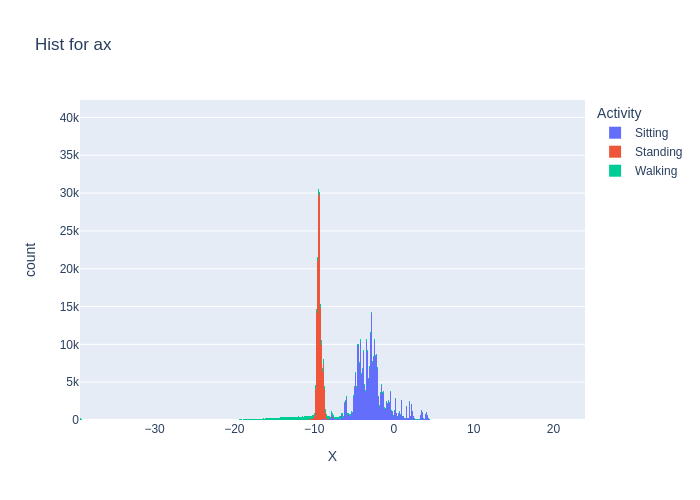 Hist for ax
Activity
Sitting
Standing
Walking
count
40k
35k
30k
25k
20k
15k
10k
5k
0
−30 −20 −10 0 10 20
X